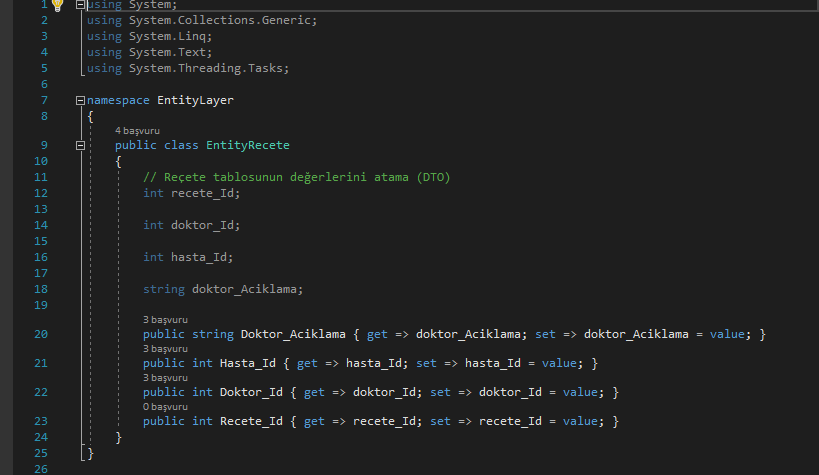 1 using System;
2 using System.Collections.Generic;
3 using System.Linq;
4 using System.Text;
5 using System.Threading.Tasks;
6
7 namespace EntityLayer
8 {
4 başvuru
9 public class EntityRecete
10 {
11 // Reçete tablosunun değerlerini atama (DTO)
12 int recete_Id;
13
14 int doktor_Id;
15
16 int hasta_Id;
17
18 string doktor_Aciklama;
19
3 başvuru
20 public string Doktor_Aciklama { get => doktor_Aciklama; set => doktor_Aciklama = value; }
3 başvuru
21 public int Hasta_Id { get => hasta_Id; set => hasta_Id = value; }
3 başvuru
22 public int Doktor_Id { get => doktor_Id; set => doktor_Id = value; }
0 başvuru
23 public int Recete_Id { get => recete_Id; set => recete_Id = value; }
24 }
25 }
26